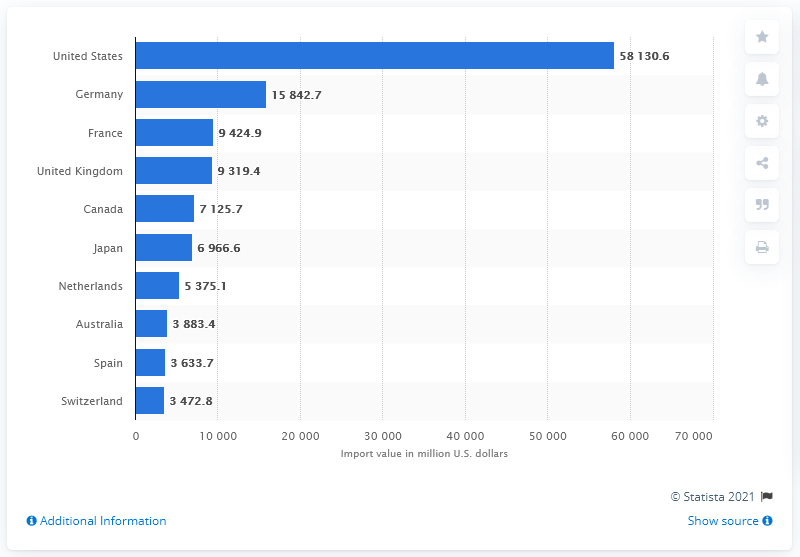 United States 58 130.6
Germany 15 842.7
France 9 424.9
United Kingdom 9 319.4
Canada 7 125.7
Japan 6 966.6
Netherlands 5 375.1
Australia 3 883.4
Spain 3 633.7
Switzerland 3 472.8
0 10 000 20 000 30 000 40 000 50 000 60 000 70 000
Import value in million U.S. dollars
© Statista 2021
Additional Information Show source